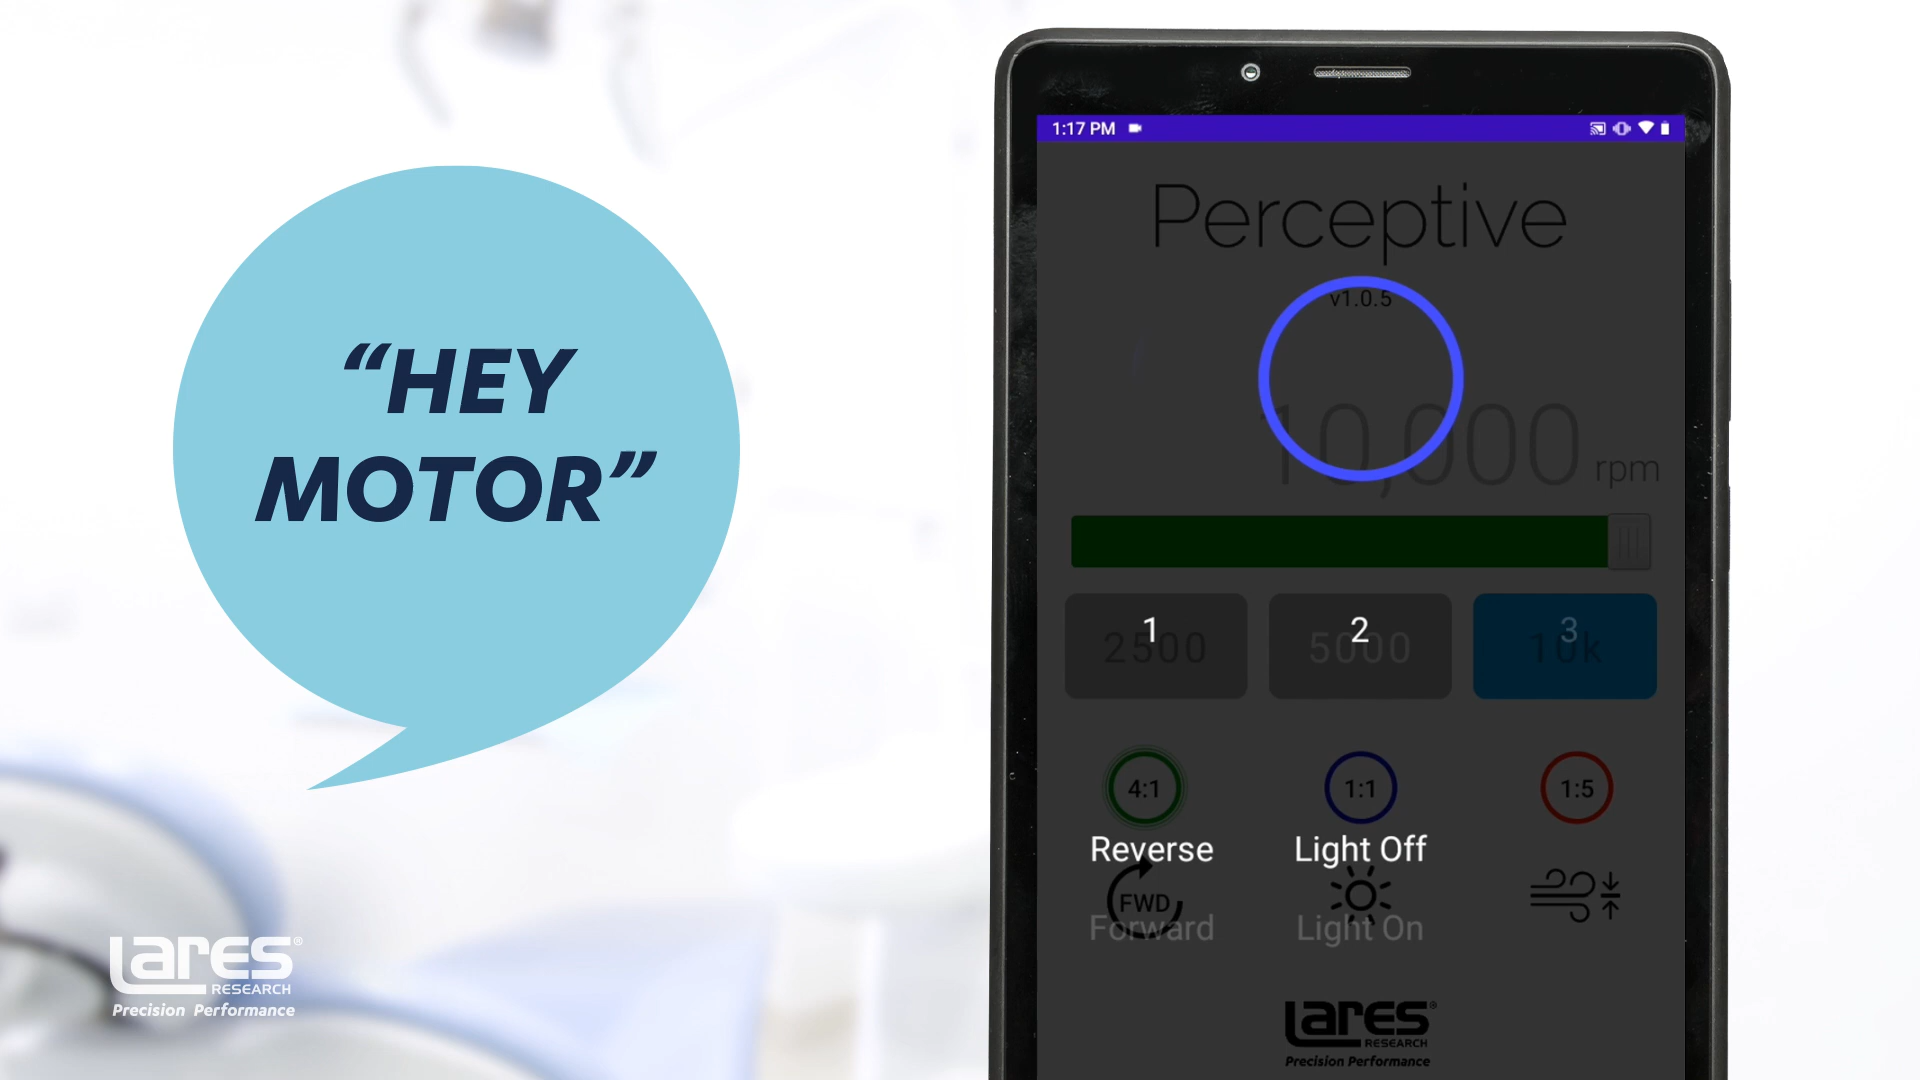 “HEY
MOTOR”
Lares®
RESEARCH
Precision Performance
1:17 PM
Perceptive
v1.0.5
10,000 rpm
1 2 3
2500 5000 10k
4:1 1:1 1:5
Reverse Light Off
FWD
Forward Light On
Lares®
RESEARCH
Precision Performance